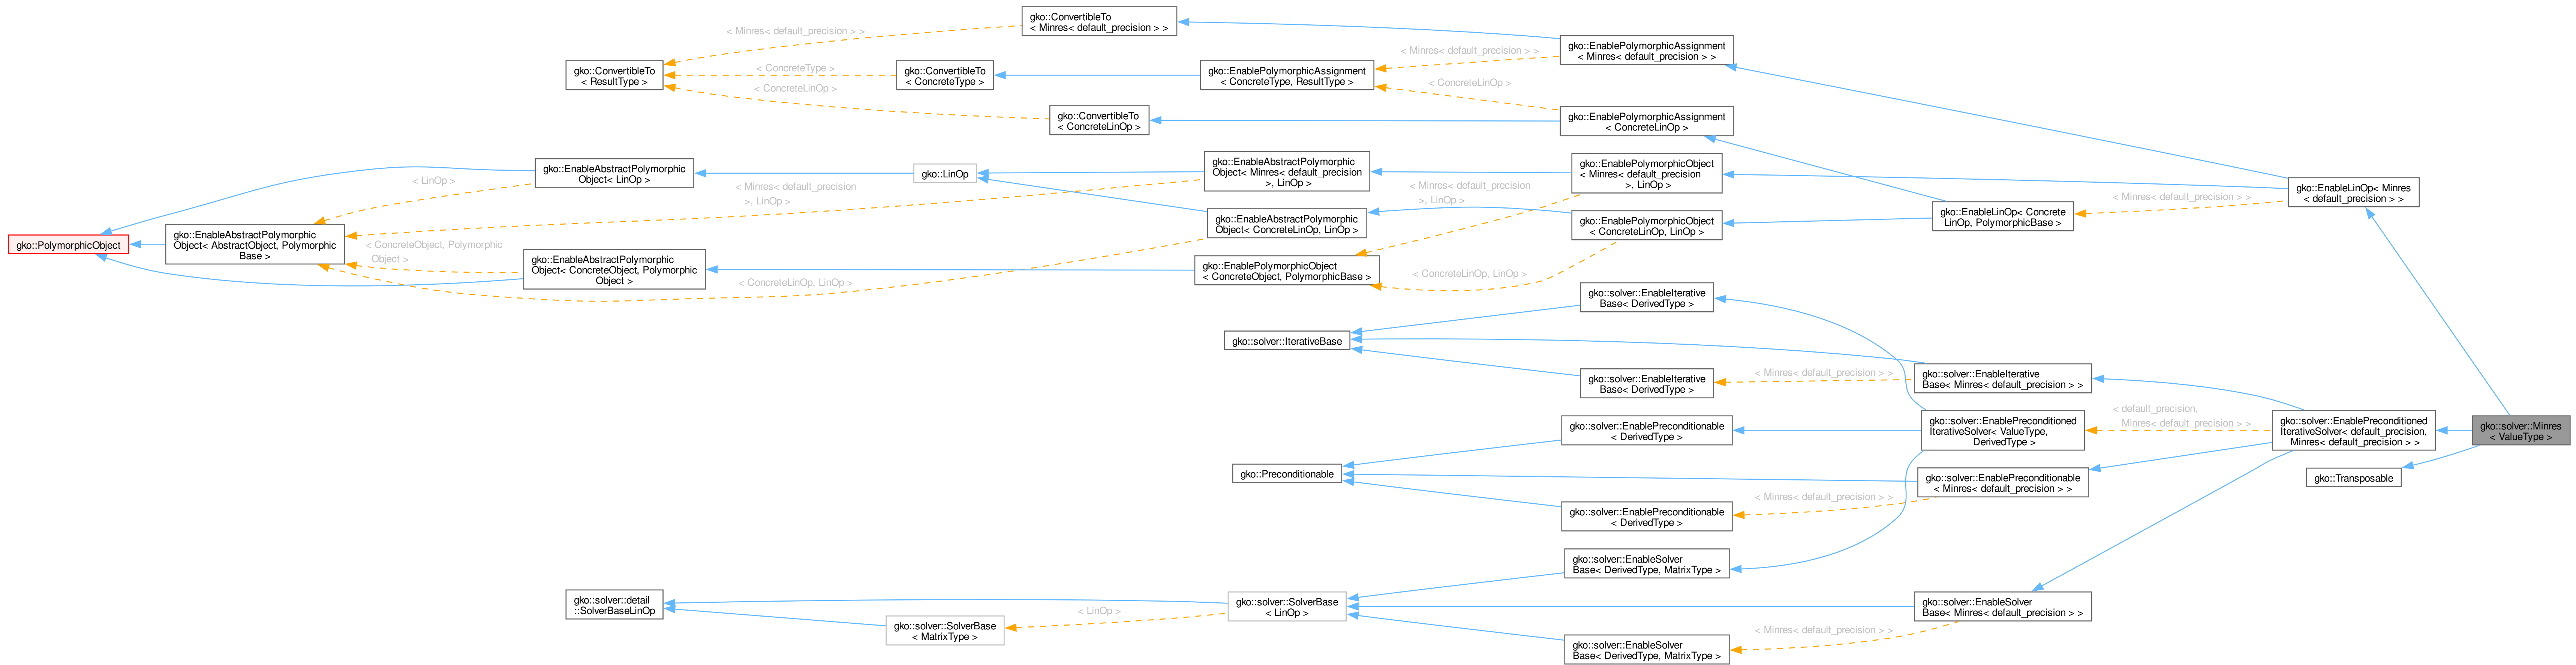 gko::ConvertibleTo
< Minres< default_precision > >
< Minres< default_precision > >
gko::ConvertibleTo
< ResultType >
< ConcreteType >
gko::ConvertibleTo
< ConcreteType >
gko::EnablePolymorphicAssignment
< ConcreteType, ResultType >
< Minres< default_precision > >
gko::EnablePolymorphicAssignment
< Minres< default_precision > >
< ConcreteLinOp >
< ConcreteLinOp >
gko::ConvertibleTo
< ConcreteLinOp >
gko::EnablePolymorphicAssignment
< ConcreteLinOp >
gko::EnableAbstractPolymorphic
Object< LinOp >
gko::LinOp
gko::EnableAbstractPolymorphic
Object< Minres< default_precision
>, LinOp >
gko::EnablePolymorphicObject
< Minres< default_precision
>, LinOp >
< LinOp >
< Minres< default_precision
>, LinOp >
< Minres< default_precision
>, LinOp >
gko::EnableLinOp< Minres
< default_precision > >
< Minres< default_precision > >
gko::EnableLinOp< Concrete
LinOp, PolymorphicBase >
gko::EnableAbstractPolymorphic
Object< ConcreteLinOp, LinOp >
gko::EnablePolymorphicObject
< ConcreteLinOp, LinOp >
gko::PolymorphicObject
gko::EnableAbstractPolymorphic
Object< AbstractObject, Polymorphic
Base >
< ConcreteObject, Polymorphic
Object >
gko::EnableAbstractPolymorphic
Object< ConcreteObject, Polymorphic
Object >
< ConcreteLinOp, LinOp >
gko::EnablePolymorphicObject
< ConcreteObject, PolymorphicBase >
< ConcreteLinOp, LinOp >
gko::solver::EnableIterative
Base< DerivedType >
gko::solver::IterativeBase
gko::solver::EnableIterative
Base< DerivedType >
< Minres< default_precision > >
gko::solver::EnableIterative
Base< Minres< default_precision > >
gko::solver::EnablePreconditionable
< DerivedType >
gko::solver::EnablePreconditioned
IterativeSolver< ValueType,
DerivedType >
< default_precision,
Minres< default_precision > >
gko::solver::EnablePreconditioned
IterativeSolver< default_precision,
Minres< default_precision > >
gko::solver::Minres
< ValueType >
gko::Preconditionable
gko::solver::EnablePreconditionable
< Minres< default_precision > >
gko::Transposable
< Minres< default_precision > >
gko::solver::EnablePreconditionable
< DerivedType >
gko::solver::EnableSolver
Base< DerivedType, MatrixType >
gko::solver::detail
::SolverBaseLinOp
gko::solver::SolverBase
< MatrixType >
< LinOp >
gko::solver::SolverBase
< LinOp >
gko::solver::EnableSolver
Base< Minres< default_precision > >
< Minres< default_precision > >
gko::solver::EnableSolver
Base< DerivedType, MatrixType >